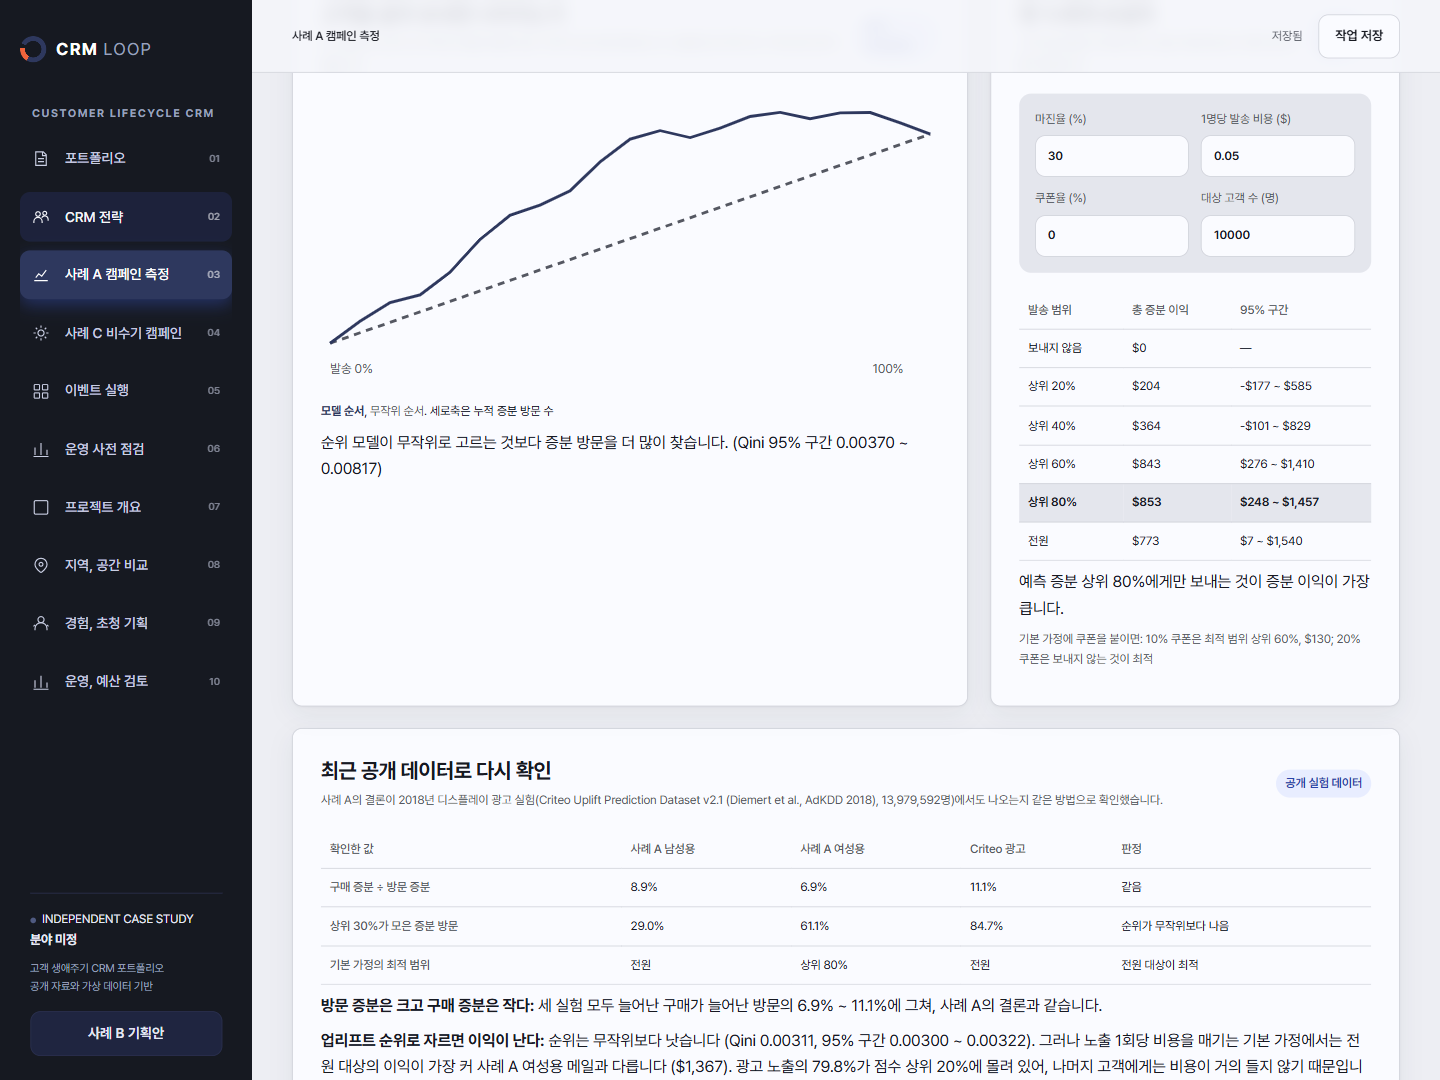 CRM LOOP
CUSTOMER LIFECYCLE CRM
포트폴리오 01
CRM 전략 02
사례 A 캠페인 측정 03
사례 C 비수기 캠페인 04
이벤트 실행 05
운영 사전 점검 06
프로젝트 개요 07
지역, 공간 비교 08
경험, 초청 기획 09
운영, 예산 검토 10
INDEPENDENT CASE STUDY
분야 미정
고객 생애주기 CRM 포트폴리오
공개 자료와 가상 데이터 기반
사례 B 기획안
사례 A 캠페인 측정
저장됨
작업 저장
발송 0%
100%
모델 순서, 무작위 순서. 세로축은 누적 증분 방문 수
순위 모델이 무작위로 고르는 것보다 증분 방문을 더 많이 찾습니다. (Qini 95% 구간 0.00370 ~
0.00817)
마진율 (%) 1명당 발송 비용 ($)
30 0.05
쿠폰율 (%) 대상 고객 수 (명)
0 10000
발송 범위 총 증분 이익 95% 구간
보내지 않음 $0 —
상위 20% $204 -$177 ~ $585
상위 40% $364 -$101 ~ $829
상위 60% $843 $276 ~ $1,410
상위 80% $853 $248 ~ $1,457
전원 $773 $7 ~ $1,540
예측 증분 상위 80%에게만 보내는 것이 증분 이익이 가장
큽니다.
기본 가정에 쿠폰을 붙이면: 10% 쿠폰은 최적 범위 상위 60%, $130; 20%
쿠폰은 보내지 않는 것이 최적
최근 공개 데이터로 다시 확인
사례 A의 결론이 2018년 디스플레이 광고 실험(Criteo Uplift Prediction Dataset v2.1 (Diemert et al., AdKDD 2018), 13,979,592명)에서도 나오는지 같은 방법으로 확인했습니다.
공개 실험 데이터
확인한 값 사례 A 남성용 사례 A 여성용 Criteo 광고 판정
구매 증분 ÷ 방문 증분 8.9% 6.9% 11.1% 같음
상위 30%가 모은 증분 방문 29.0% 61.1% 84.7% 순위가 무작위보다 나음
기본 가정의 최적 범위 전원 상위 80% 전원 전원 대상이 최적
방문 증분은 크고 구매 증분은 작다: 세 실험 모두 늘어난 구매가 늘어난 방문의 6.9% ~ 11.1%에 그쳐, 사례 A의 결론과 같습니다.
업리프트 순위로 자르면 이익이 난다: 순위는 무작위보다 낫습니다 (Qini 0.00311, 95% 구간 0.00300 ~ 0.00322). 그러나 노출 1회당 비용을 매기는 기본 가정에서는 전
원 대상의 이익이 가장 커 사례 A 여성용 메일과 다릅니다 ($1,367). 광고 노출의 79.8%가 점수 상위 20%에 몰려 있어, 나머지 고객에게는 비용이 거의 들지 않기 때문입니